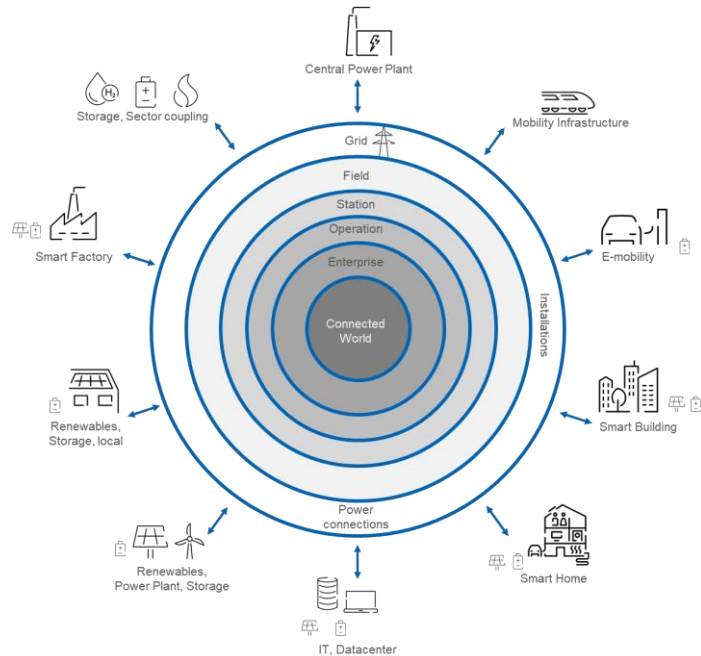 Central Power Plant
Storage, Sector coupling
H₂
Mobility Infrastructure
Grid
Field
Station
Operation
Enterprise
Connected
World
Installations
Power
connections
Smart Factory
E-mobility
Renewables,
Storage, local
Smart Building
Renewables,
Power Plant, Storage
Smart Home
IT, Datacenter